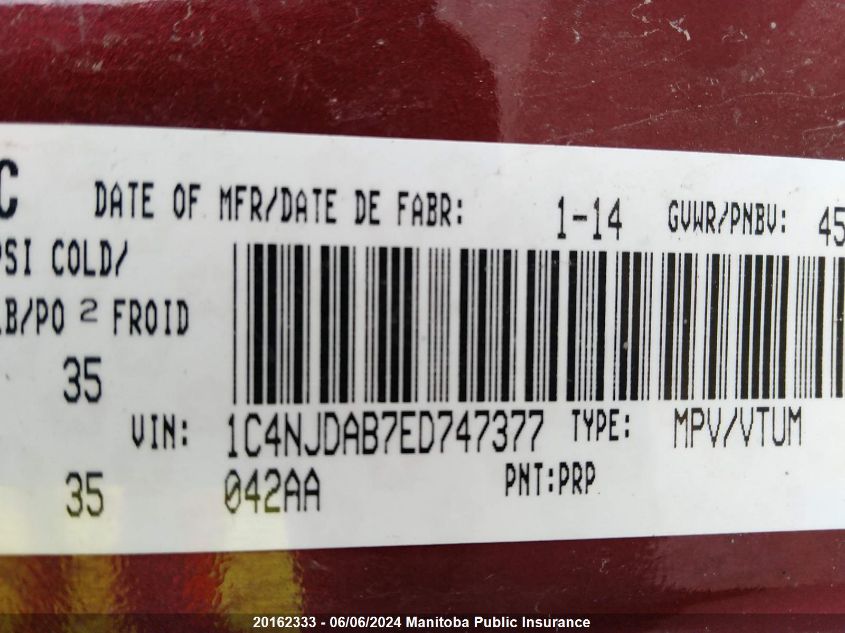 C DATE OF MFR/DATE DE FABR: 1-14 GVWR/PNBV: 45
PSI COLD/
LB/PO 2 FROID
35
VIN: 1C4NJDAB7ED747377 TYPE: MPV/VTUM
35 042AA PNT:PRP
20162333 - 06/06/2024 Manitoba Public Insurance